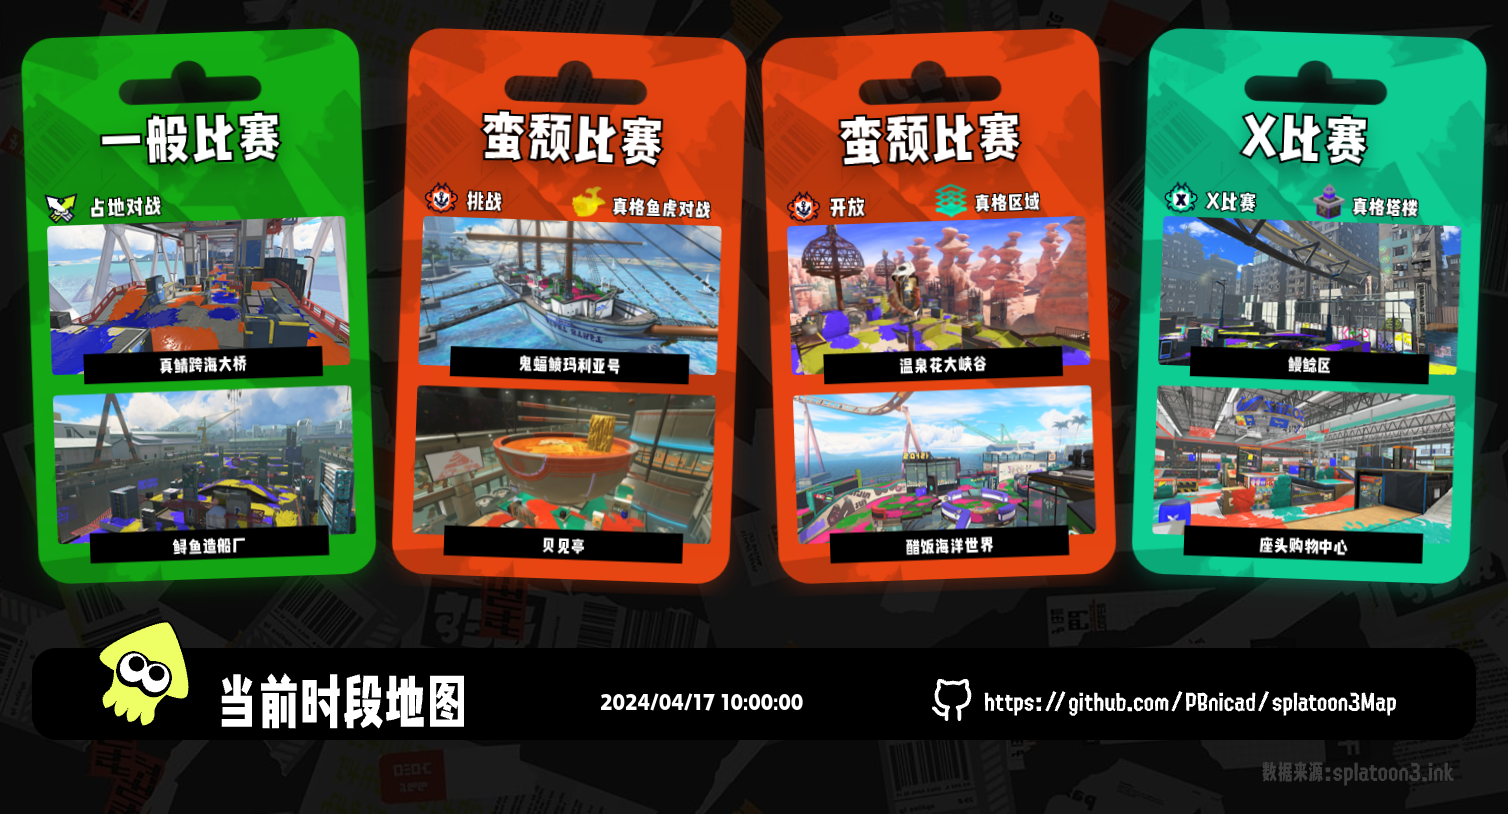 一般比赛
占地对战
真鲭跨海大桥
鲟鱼造船厂
蛮颓比赛
挑战
真格鱼虎对战
鬼蝠鲼玛利亚号
贝见亭
蛮颓比赛
开放
真格区域
温泉花大峡谷
醋饭海洋世界
X比赛
X比赛
真格塔楼
鳗鲶区
座头购物中心
当前时段地图
2024/04/17 10:00:00
https://github.com/PBnicad/splatoon3Map
数据来源:splatoon3.ink